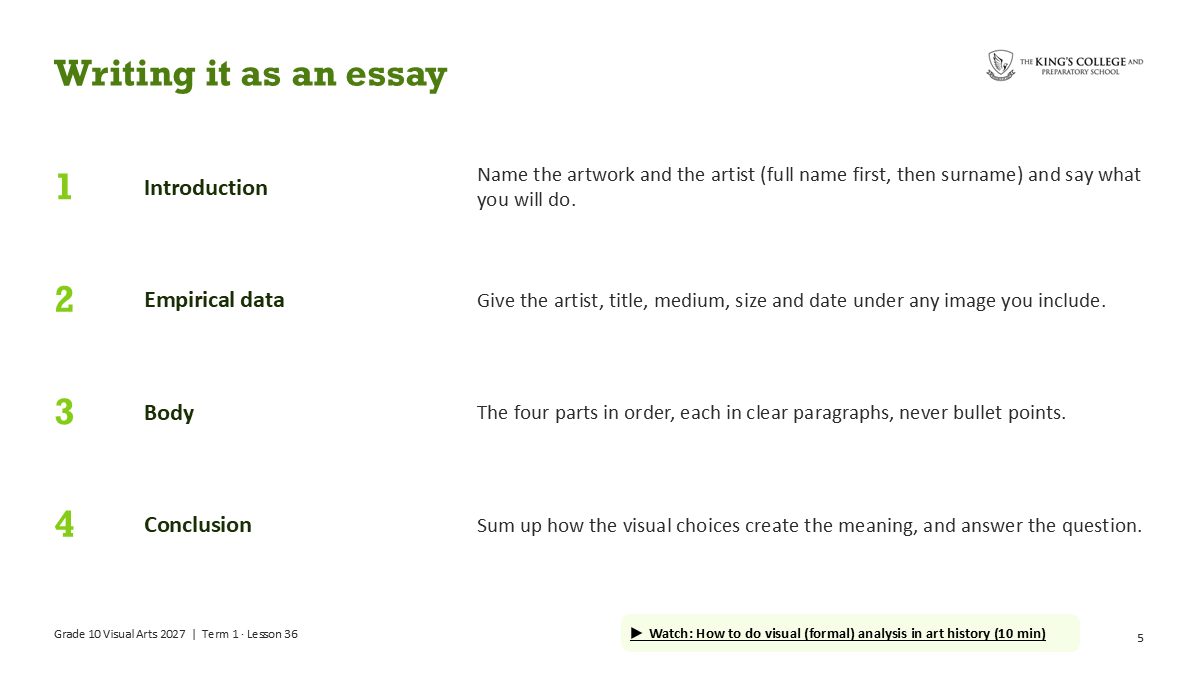 Writing it as an essay
THE KING'S COLLEGE AND
PREPARATORY SCHOOL
1
Introduction
Name the artwork and the artist (full name first, then surname) and say what
you will do.
2
Empirical data
Give the artist, title, medium, size and date under any image you include.
3
Body
The four parts in order, each in clear paragraphs, never bullet points.
4
Conclusion
Sum up how the visual choices create the meaning, and answer the question.
Grade 10 Visual Arts 2027 | Term 1 · Lesson 36
▶ Watch: How to do visual (formal) analysis in art history (10 min)
5